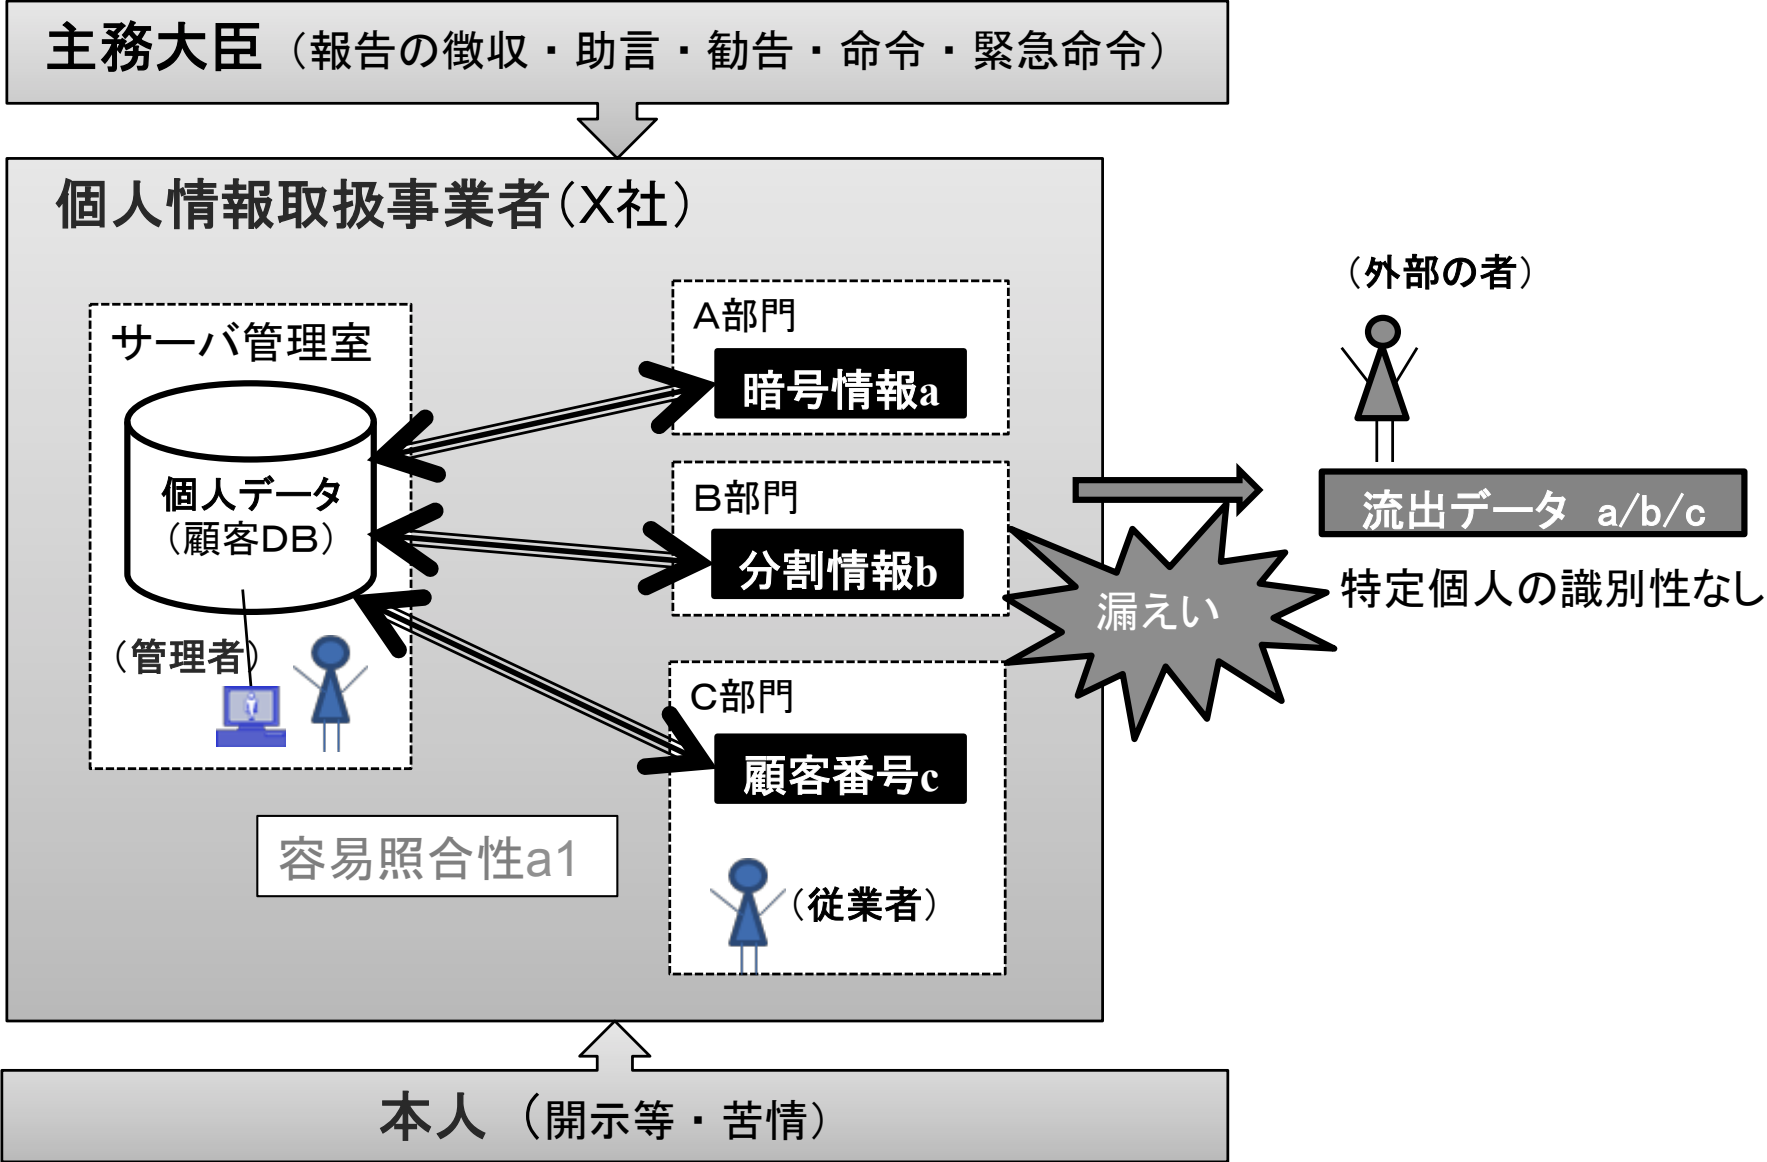 主務大臣（報告の徴収・助言・勧告・命令・緊急命令）
個人情報取扱事業者（X社）
サーバ管理室
個人データ
（顧客DB）
（管理者）
A部門
暗号情報a
B部門
分割情報b
C部門
顧客番号c
（従業者）
容易照合性a1
漏えい
（外部の者）
流出データ a/b/c
特定個人の識別性なし
本人（開示等・苦情）